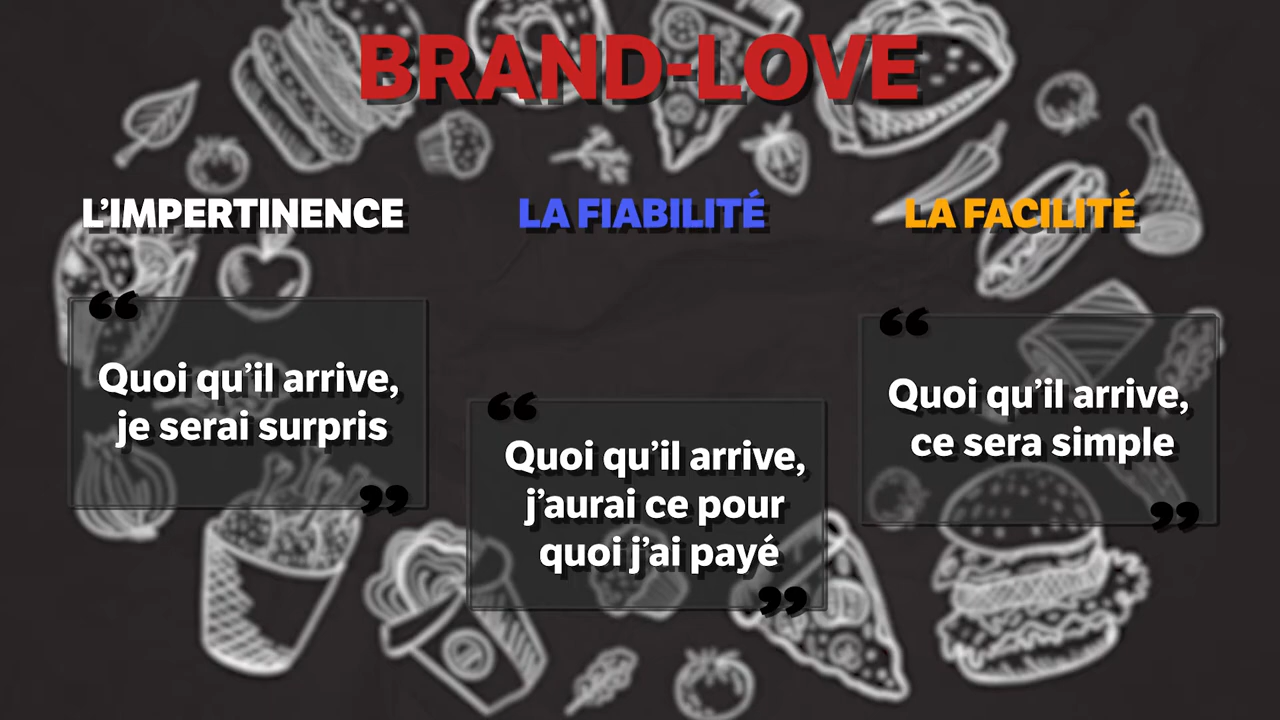 BRAND-LOVE
L’IMPERTINENCE
“
Quoi qu’il arrive,
je serai surpris
”
LA FIABILITÉ
“
Quoi qu’il arrive,
j’aurai ce pour
quoi j’ai payé
”
LA FACILITÉ
“
Quoi qu’il arrive,
ce sera simple
”